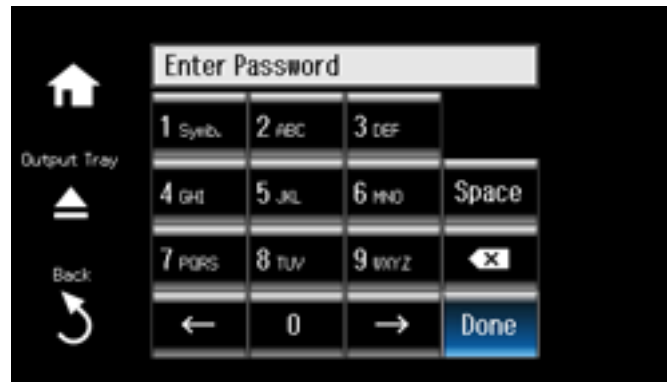 Enter Password
1 Symb. 2 ABC 3 DEF
Output Tray
4 GHI 5 JKL 6 MNO Space
7 PQRS 8 TUV 9 WXYZ
Back
0 Done